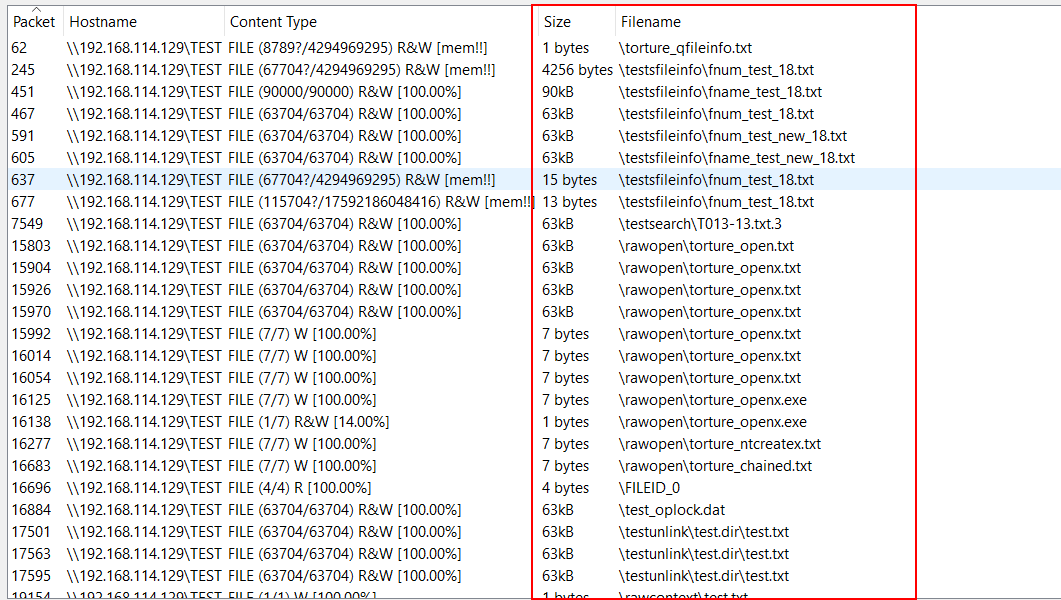 Packet Hostname Content Type Size Filename
62 \\192.168.114.129\TEST FILE (8789?/4294969295) R&W [mem!!] 1 bytes \torture_qfileinfo.txt
245 \\192.168.114.129\TEST FILE (67704?/4294969295) R&W [mem!!] 4256 bytes \testsfileinfo\fnum_test_18.txt
451 \\192.168.114.129\TEST FILE (90000/90000) R&W [100.00%] 90kB \testsfileinfo\fname_test_18.txt
467 \\192.168.114.129\TEST FILE (63704/63704) R&W [100.00%] 63kB \testsfileinfo\fnum_test_18.txt
591 \\192.168.114.129\TEST FILE (63704/63704) R&W [100.00%] 63kB \testsfileinfo\fnum_test_new_18.txt
605 \\192.168.114.129\TEST FILE (63704/63704) R&W [100.00%] 63kB \testsfileinfo\fname_test_new_18.txt
637 \\192.168.114.129\TEST FILE (67704?/4294969295) R&W [mem!!] 15 bytes \testsfileinfo\fnum_test_18.txt
677 \\192.168.114.129\TEST FILE (115704?/17592186048416) R&W [mem!! 13 bytes \testsfileinfo\fnum_test_18.txt
7549 \\192.168.114.129\TEST FILE (63704/63704) R&W [100.00%] 63kB \testsearch\T013-13.txt.3
15803 \\192.168.114.129\TEST FILE (63704/63704) R&W [100.00%] 63kB \rawopen\torture_open.txt
15904 \\192.168.114.129\TEST FILE (63704/63704) R&W [100.00%] 63kB \rawopen\torture_openx.txt
15926 \\192.168.114.129\TEST FILE (63704/63704) R&W [100.00%] 63kB \rawopen\torture_openx.txt
15970 \\192.168.114.129\TEST FILE (63704/63704) R&W [100.00%] 63kB \rawopen\torture_openx.txt
15992 \\192.168.114.129\TEST FILE (7/7) W [100.00%] 7 bytes \rawopen\torture_openx.txt
16014 \\192.168.114.129\TEST FILE (7/7) W [100.00%] 7 bytes \rawopen\torture_openx.txt
16054 \\192.168.114.129\TEST FILE (7/7) W [100.00%] 7 bytes \rawopen\torture_openx.txt
16125 \\192.168.114.129\TEST FILE (7/7) W [100.00%] 7 bytes \rawopen\torture_openx.exe
16138 \\192.168.114.129\TEST FILE (1/7) R&W [14.00%] 1 bytes \rawopen\torture_openx.exe
16277 \\192.168.114.129\TEST FILE (7/7) W [100.00%] 7 bytes \rawopen\torture_ntcreatex.txt
16683 \\192.168.114.129\TEST FILE (7/7) W [100.00%] 7 bytes \rawopen\torture_chained.txt
16696 \\192.168.114.129\TEST FILE (4/4) R [100.00%] 4 bytes \FILEID_0
16884 \\192.168.114.129\TEST FILE (63704/63704) R&W [100.00%] 63kB \test_oplock.dat
17501 \\192.168.114.129\TEST FILE (63704/63704) R&W [100.00%] 63kB \testunlink\test.dir\test.txt
17563 \\192.168.114.129\TEST FILE (63704/63704) R&W [100.00%] 63kB \testunlink\test.dir\test.txt
17595 \\192.168.114.129\TEST FILE (63704/63704) R&W [100.00%] 63kB \testunlink\test.dir\test.txt
19154 \\192.168.114.129\TEST FILE (1/1) R&W [100.00%] 1 bytes \rawcontext\test.txt